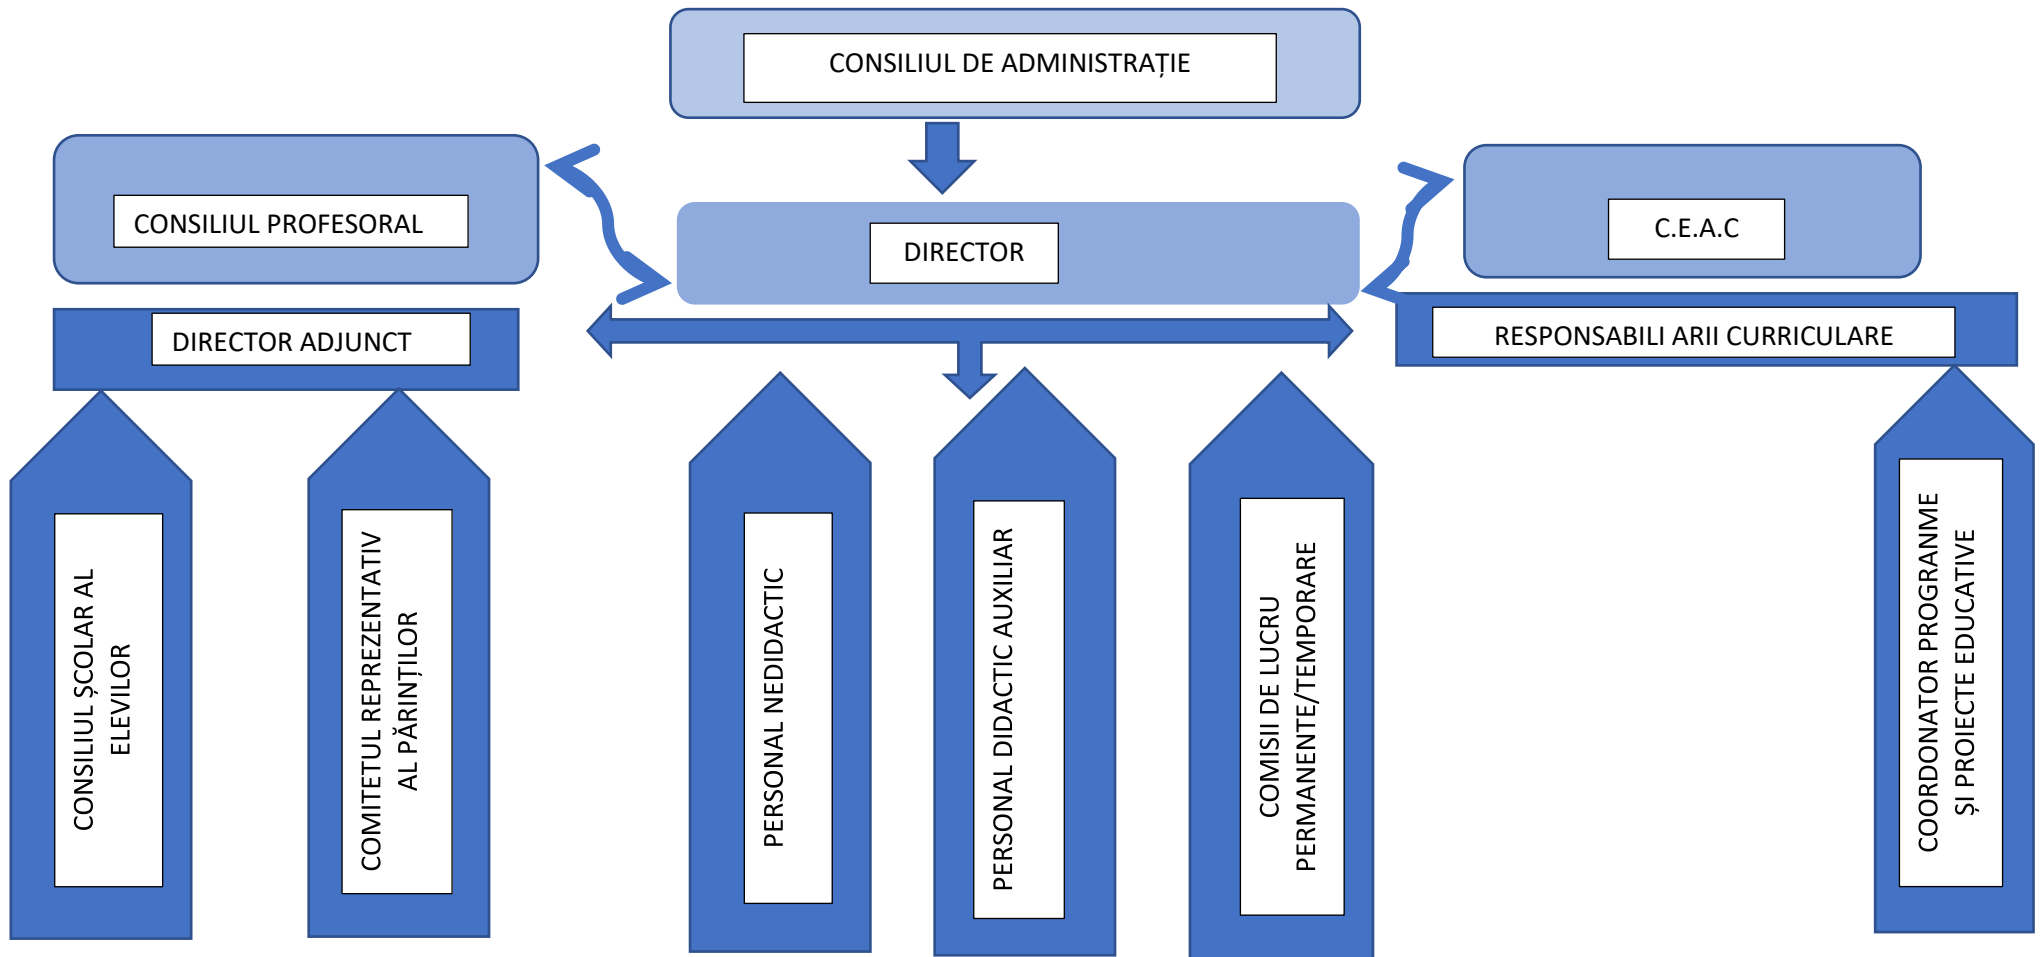 CONSILIUL DE ADMINISTRAȚIE
CONSILIUL PROFESORAL
DIRECTOR
C.E.A.C
DIRECTOR ADJUNCT
RESPONSABILI ARII CURRICULARE
CONSILIUL ȘCOLAR AL
ELEVILOR
COMITETUL REPREZENTATIV
AL PĂRINȚILOR
PERSONAL NEDIDACTIC
PERSONAL DIDACTIC AUXILIAR
COMISII DE LUCRU
PERMANENTE/TEMPORARE
COORDONATOR PROGRANME
ȘI PROIECTE EDUCATIVE